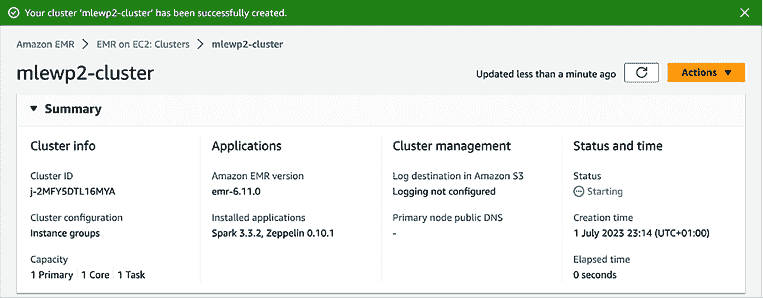 Your cluster 'mlewp2-cluster' has been successfully created.
Amazon EMR > EMR on EC2: Clusters > mlewp2-cluster
mlewp2-cluster
Updated less than a minute ago
Actions
Summary
Cluster info
Cluster ID
j-2MFY5DTL16MYA
Cluster configuration
Instance groups
Capacity
1 Primary | 1 Core | 1 Task
Applications
Amazon EMR version
emr-6.11.0
Installed applications
Spark 3.3.2, Zeppelin 0.10.1
Cluster management
Log destination in Amazon S3
Logging not configured
Primary node public DNS
-
Status and time
Status
Starting
Creation time
1 July 2023 23:14 (UTC+01:00)
Elapsed time
0 seconds